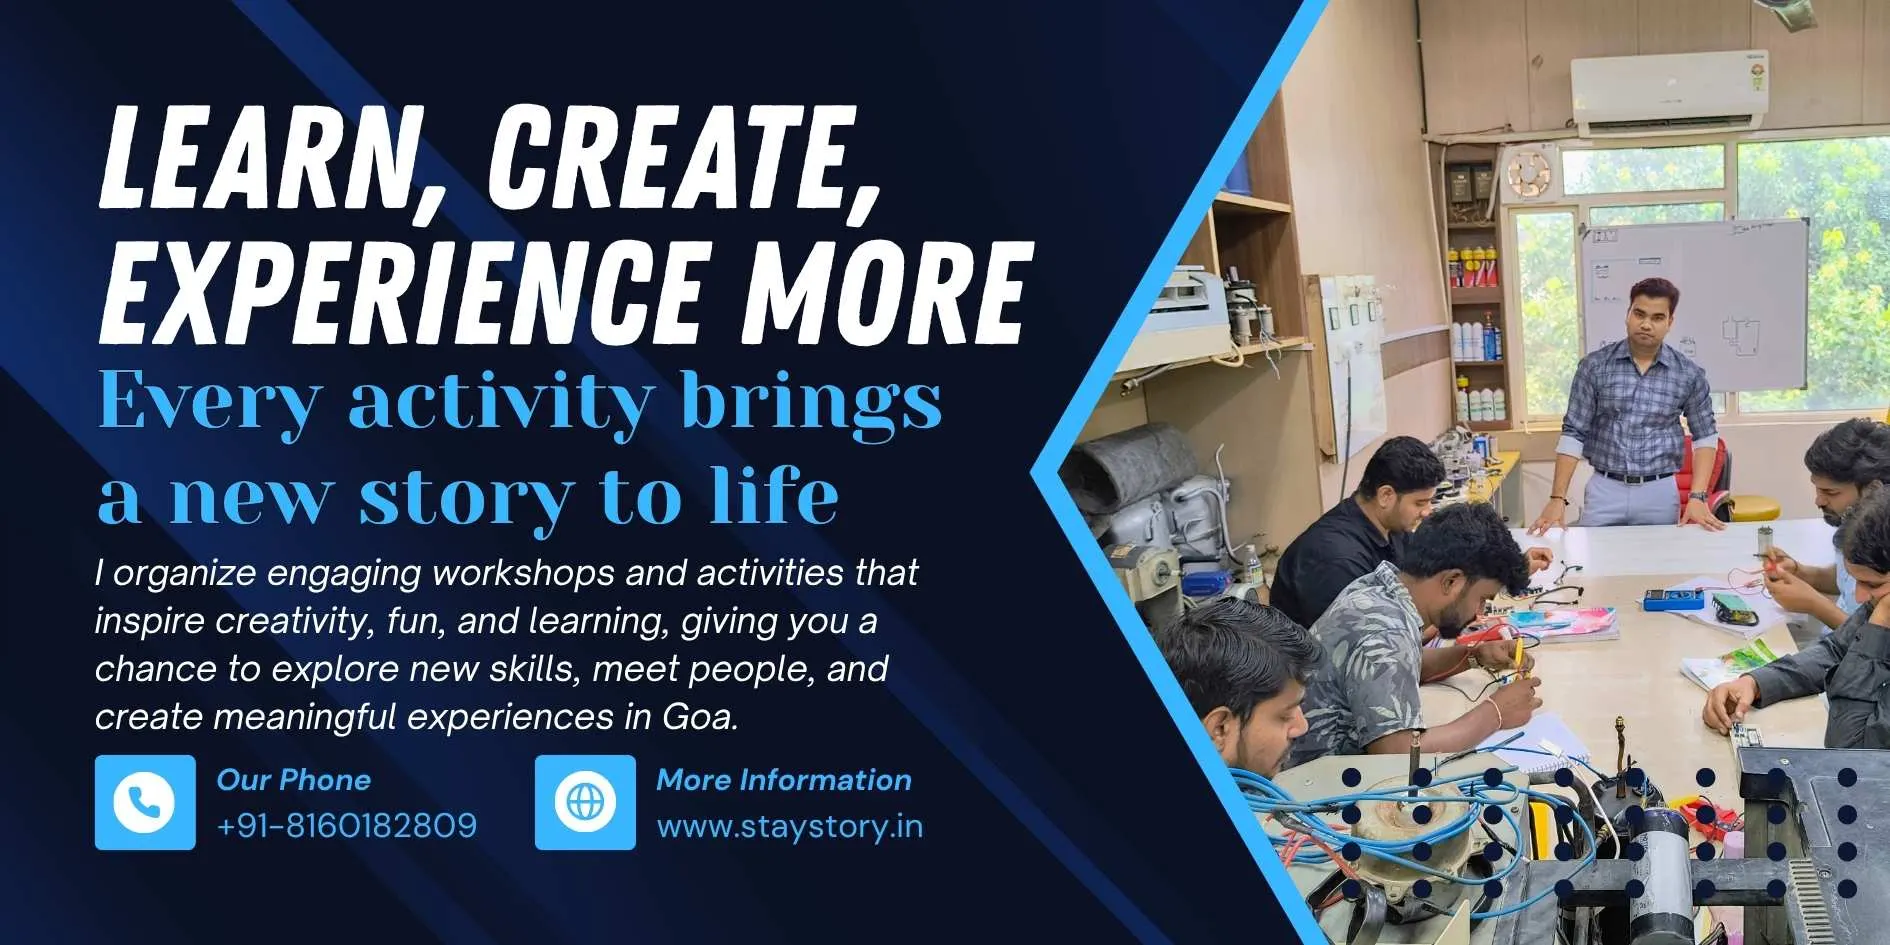 LEARN, CREATE,
EXPERIENCE MORE
Every activity brings
a new story to life
I organize engaging workshops and activities that
inspire creativity, fun, and learning, giving you a
chance to explore new skills, meet people, and
create meaningful experiences in Goa.
Our Phone
+91-8160182809
More Information
www.staystory.in